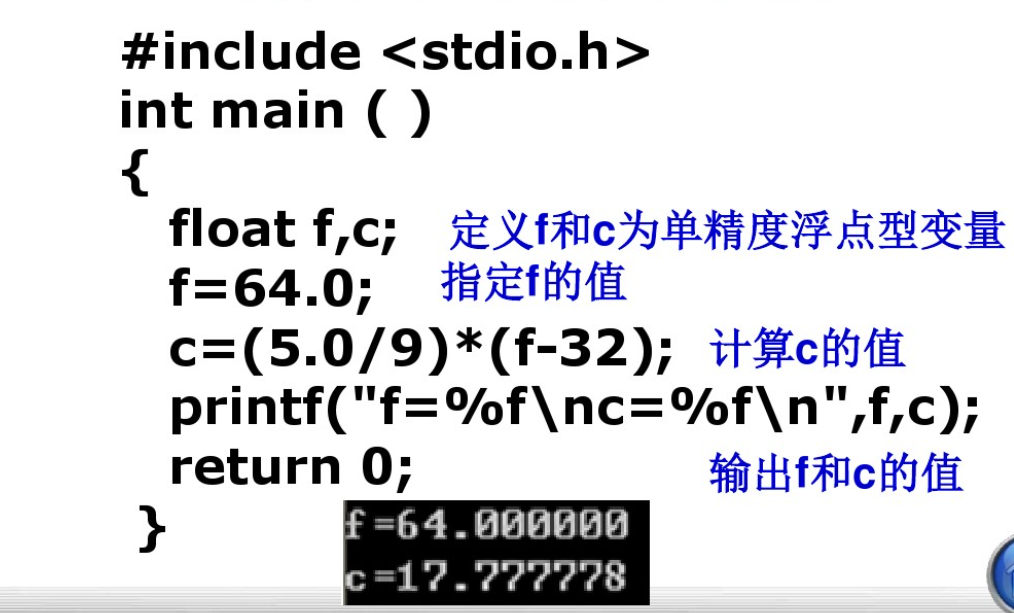 #include <stdio.h>
int main ( )
{
float f,c; 定义f和c为单精度浮点型变量
f=64.0; 指定f的值
c=(5.0/9)*(f-32); 计算c的值
printf("f=%f\nc=%f\n",f,c);
return 0; 输出f和c的值
}
f=64.000000
c=17.777778